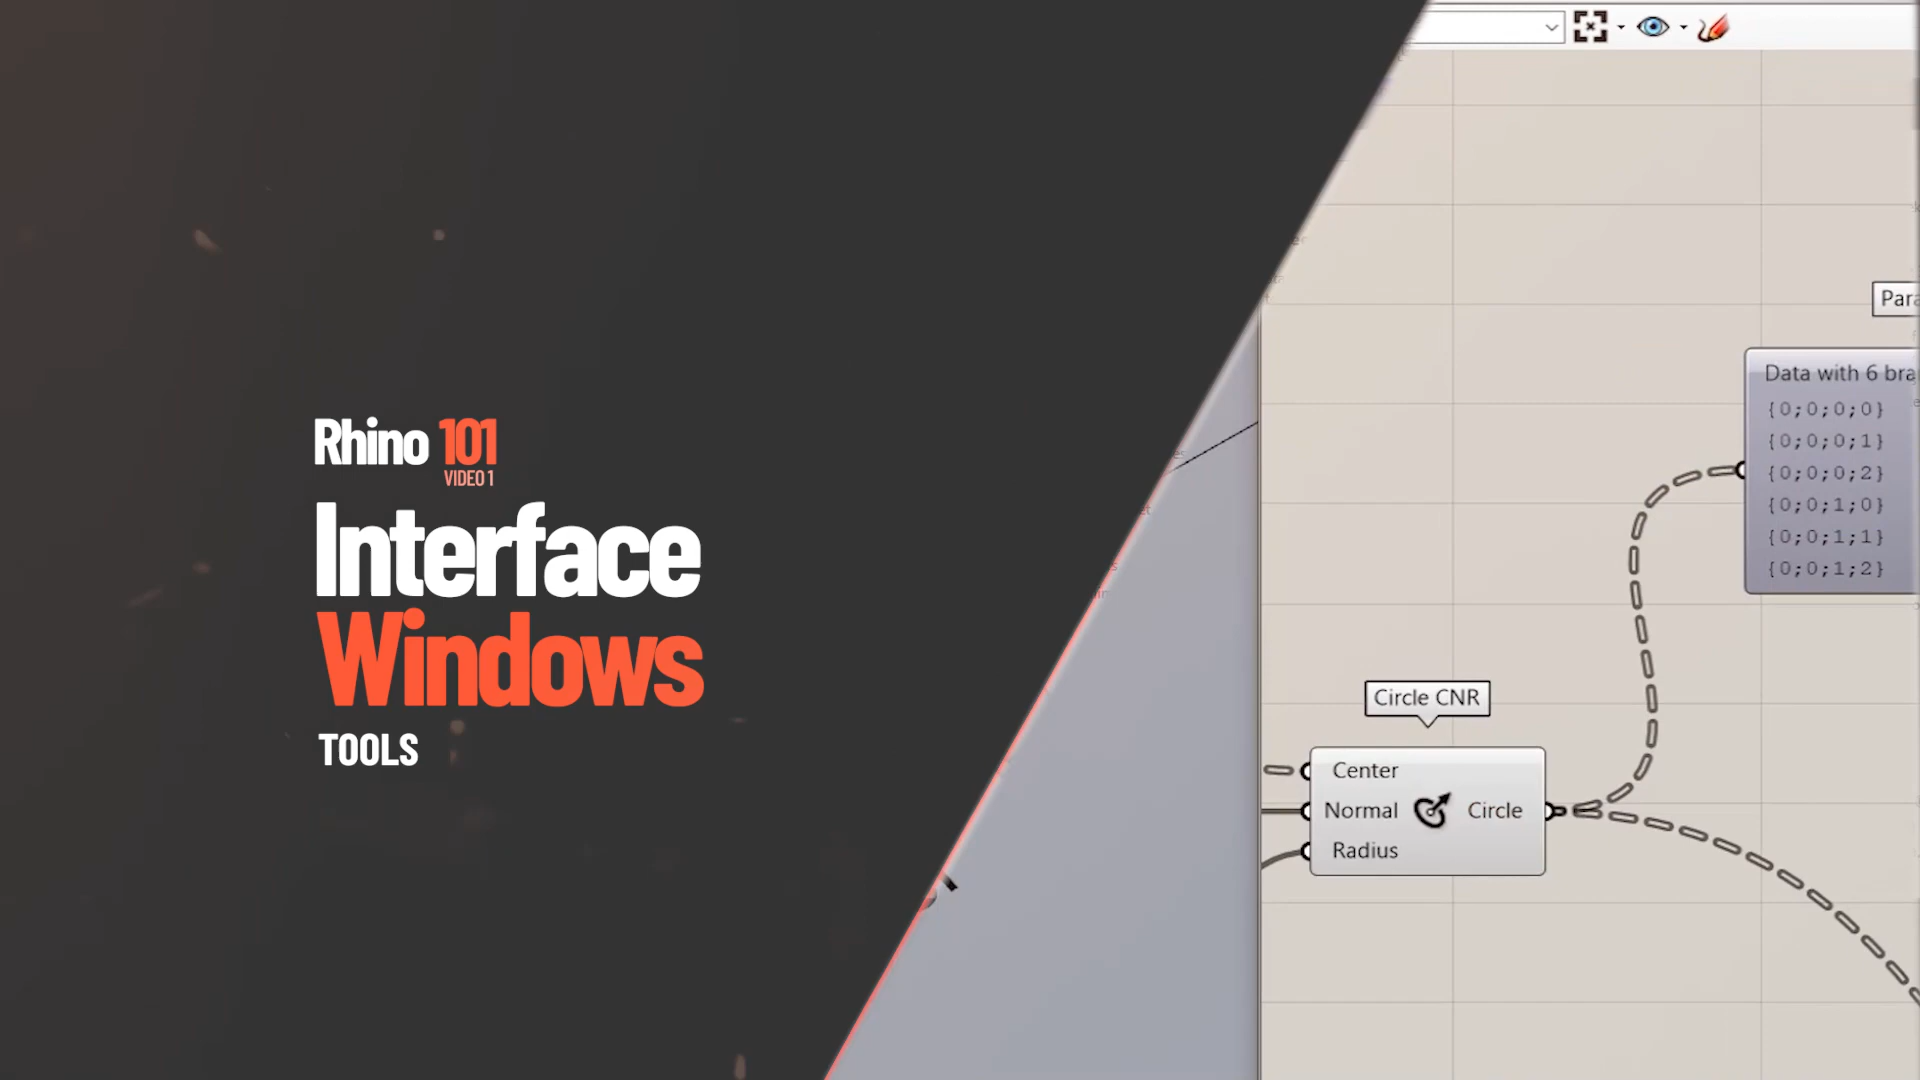 Rhino 101
VIDEO 1
Interface
Windows
TOOLS
Data with 6 bra
{0;0;0;0}
{0;0;0;1}
{0;0;0;2}
{0;0;1;0}
{0;0;1;1}
{0;0;1;2}
Circle CNR
Center
Normal
Circle
Radius